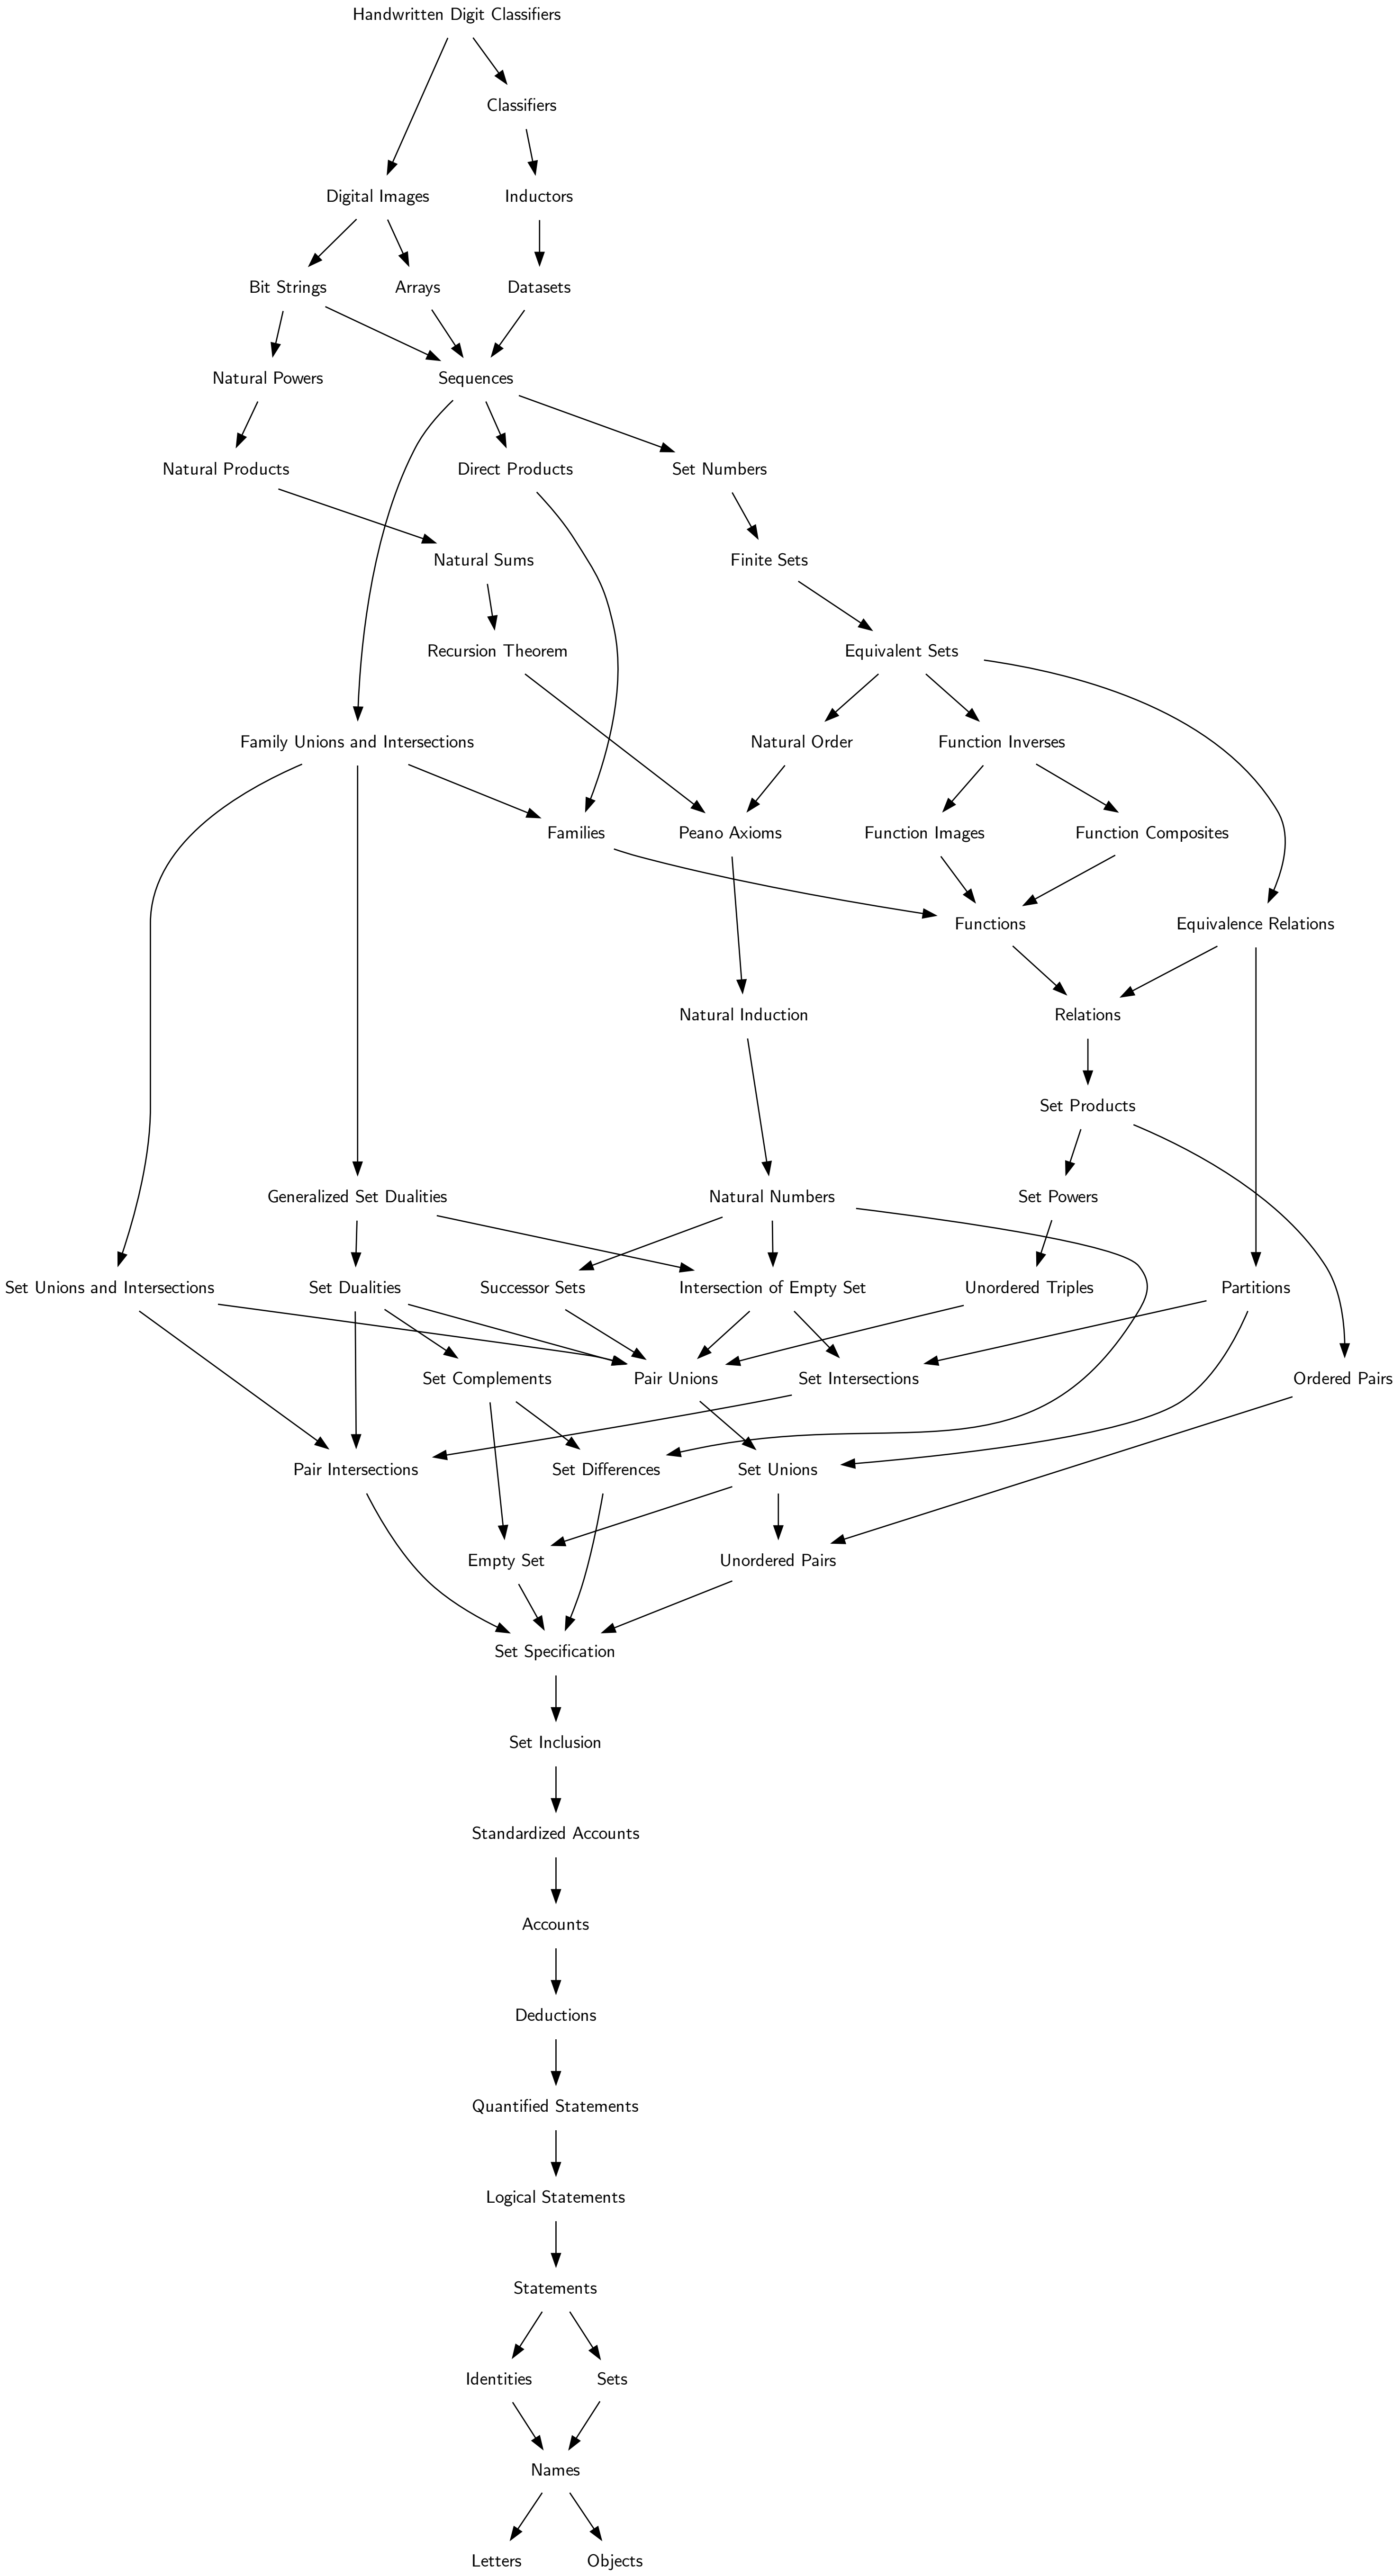 Handwritten Digit Classifiers
Classifiers
Digital Images
Inductors
Bit Strings
Arrays
Datasets
Natural Powers
Sequences
Natural Products
Direct Products
Set Numbers
Natural Sums
Finite Sets
Recursion Theorem
Equivalent Sets
Family Unions and Intersections
Natural Order
Function Inverses
Families
Peano Axioms
Function Images
Function Composites
Functions
Equivalence Relations
Natural Induction
Relations
Set Products
Generalized Set Dualities
Natural Numbers
Set Powers
Set Unions and Intersections
Set Dualities
Successor Sets
Intersection of Empty Set
Unordered Triples
Partitions
Set Complements
Pair Unions
Set Intersections
Ordered Pairs
Pair Intersections
Set Differences
Set Unions
Empty Set
Unordered Pairs
Set Specification
Set Inclusion
Standardized Accounts
Accounts
Deductions
Quantified Statements
Logical Statements
Statements
Identities
Sets
Names
Letters
Objects